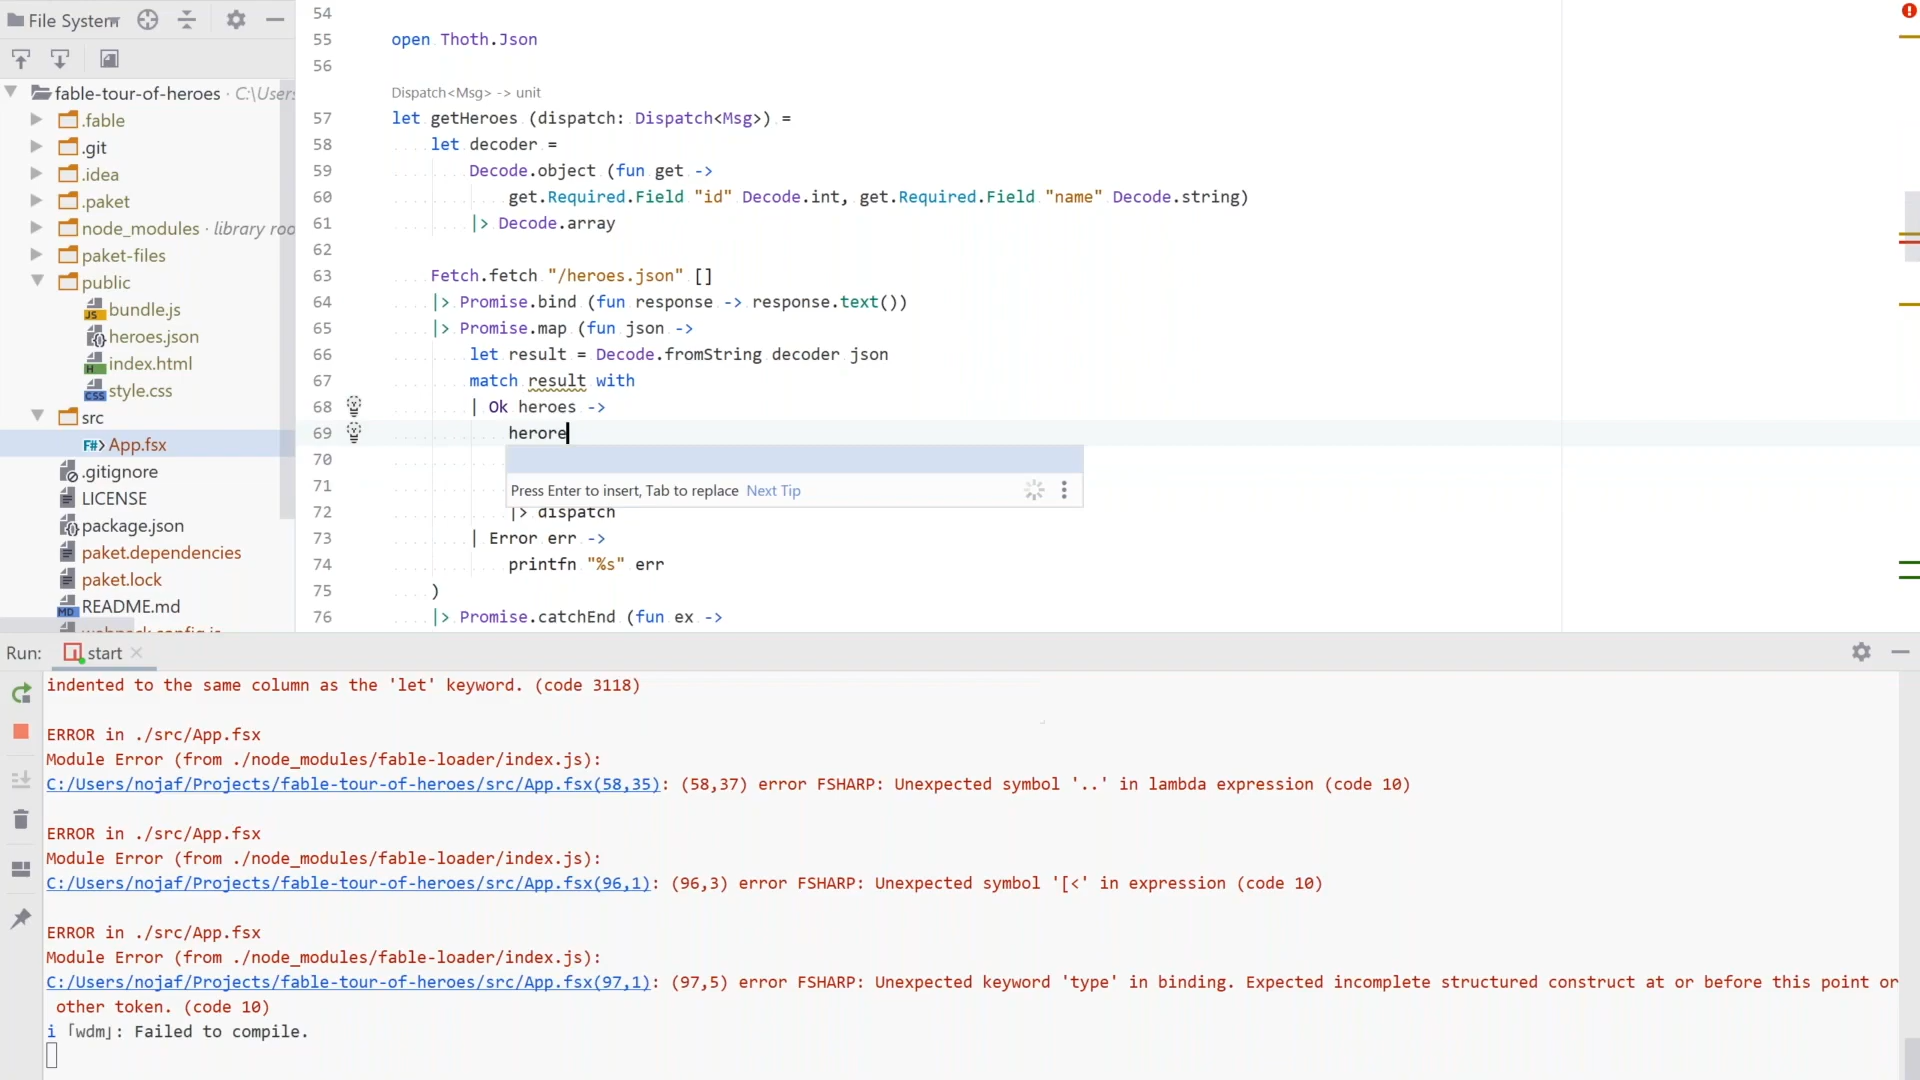 File System
fable-tour-of-heroes · C:\Users
.fable
.git
.idea
.paket
node_modules · library roo
paket-files
public
bundle.js
heroes.json
index.html
style.css
src
App.fsx
.gitignore
LICENSE
package.json
paket.dependencies
paket.lock
README.md
webpack.config.js
54
55 open Thoth.Json
56
Dispatch<Msg> -> unit
57 let getHeroes (dispatch: Dispatch<Msg>) =
58 let decoder =
59 Decode.object (fun get ->
60 get.Required.Field "id" Decode.int, get.Required.Field "name" Decode.string)
61 |> Decode.array
62
63 Fetch.fetch "/heroes.json" []
64 |> Promise.bind (fun response -> response.text())
65 |> Promise.map (fun json ->
66 let result = Decode.fromString decoder json
67 match result with
68 | Ok heroes ->
69 herore
70
71
Press Enter to insert, Tab to replace Next Tip
72 |> dispatch
73 | Error err ->
74 printfn "%s" err
75 )
76 |> Promise.catchEnd (fun ex ->
Run: start
indented to the same column as the 'let' keyword. (code 3118)
ERROR in ./src/App.fsx
Module Error (from ./node_modules/fable-loader/index.js):
C:/Users/nojaf/Projects/fable-tour-of-heroes/src/App.fsx(58,35): (58,37) error FSHARP: Unexpected symbol '..' in lambda expression (code 10)
ERROR in ./src/App.fsx
Module Error (from ./node_modules/fable-loader/index.js):
C:/Users/nojaf/Projects/fable-tour-of-heroes/src/App.fsx(96,1): (96,3) error FSHARP: Unexpected symbol '[<' in expression (code 10)
ERROR in ./src/App.fsx
Module Error (from ./node_modules/fable-loader/index.js):
C:/Users/nojaf/Projects/fable-tour-of-heroes/src/App.fsx(97,1): (97,5) error FSHARP: Unexpected keyword 'type' in binding. Expected incomplete structured construct at or before this point or
other token. (code 10)
i ｢wdm｣: Failed to compile.